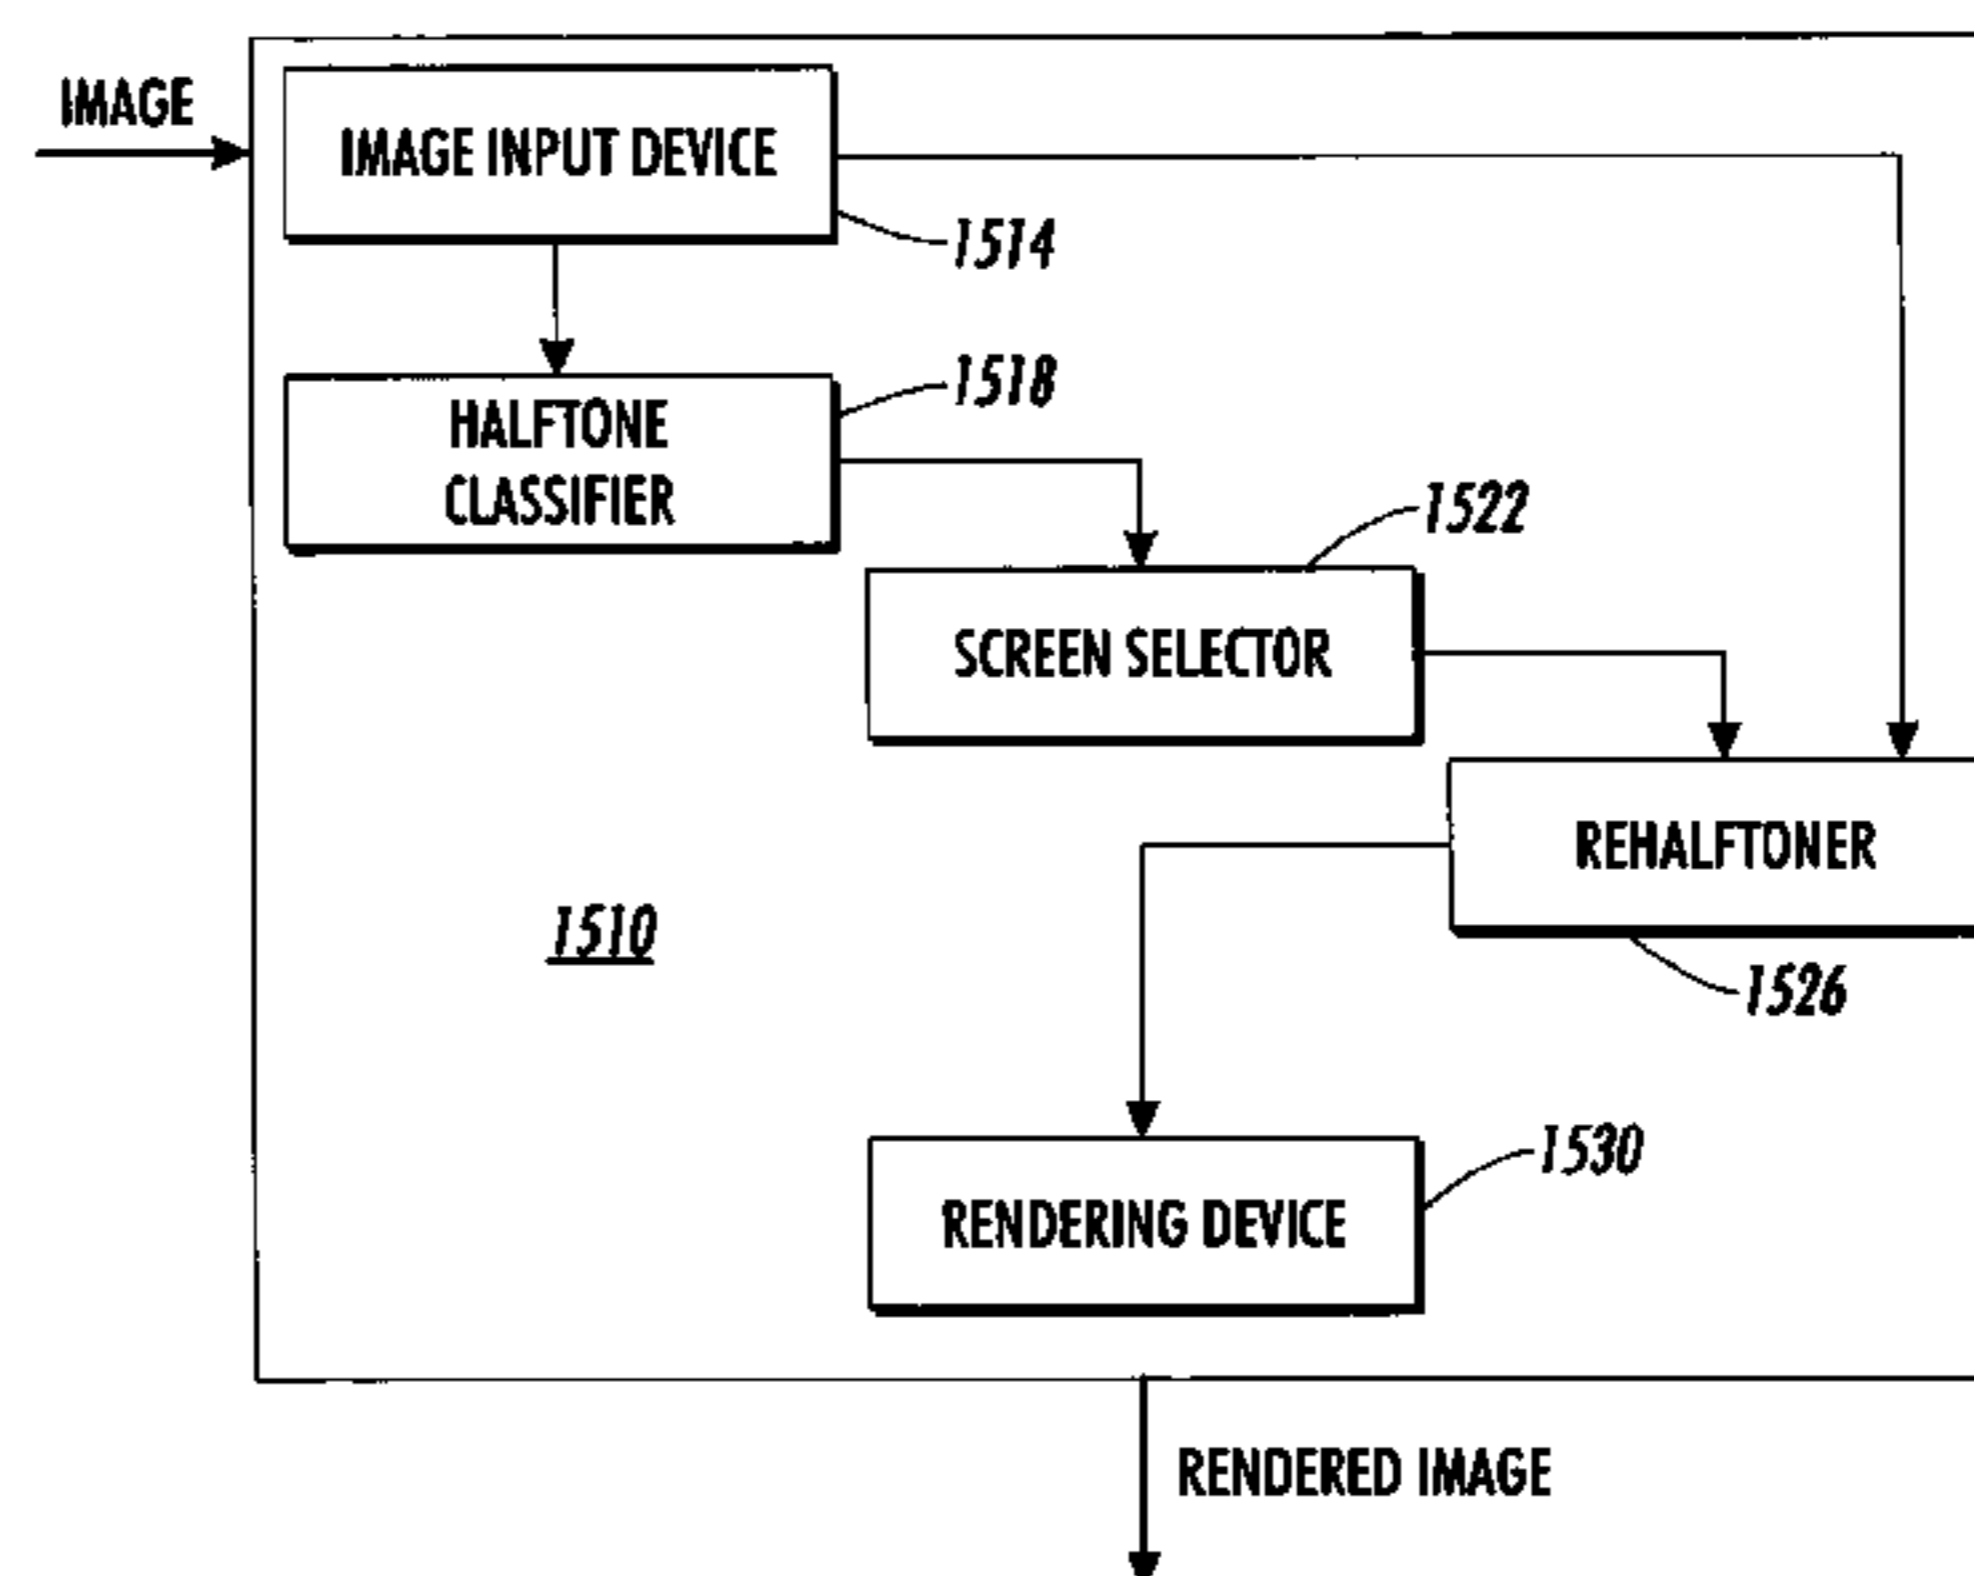 IMAGE
IMAGE INPUT DEVICE
1514
HALFTONE
CLASSIFIER
1518
1522
SCREEN SELECTOR
REHALFTONER
1510
1526
1530
RENDERING DEVICE
RENDERED IMAGE